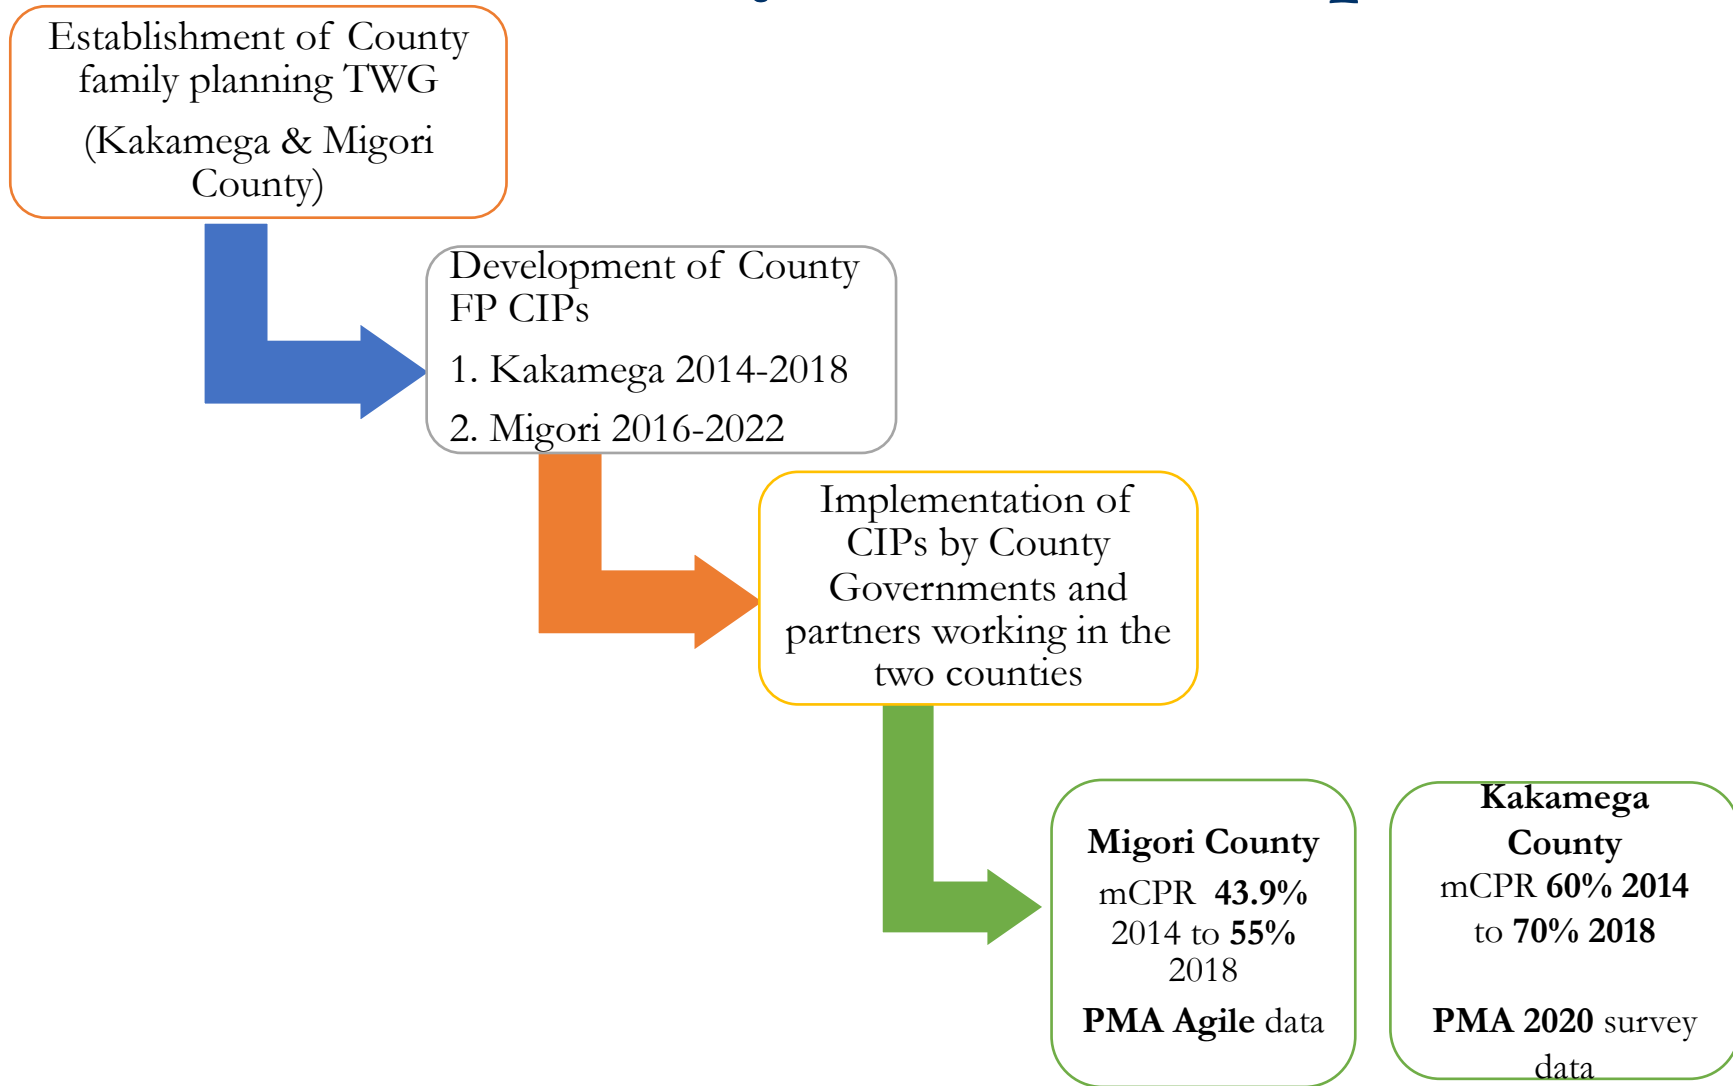 Establishment of County
family planning TWG
(Kakamega & Migori
County)
Development of County
FP CIPs
1. Kakamega 2014-2018
2. Migori 2016-2022
Implementation of
CIPs by County
Governments and
partners working in the
two counties
Migori County
mCPR 43.9%
2014 to 55%
2018
PMA Agile data
Kakamega
County
mCPR 60% 2014
to 70% 2018
PMA 2020 survey
data